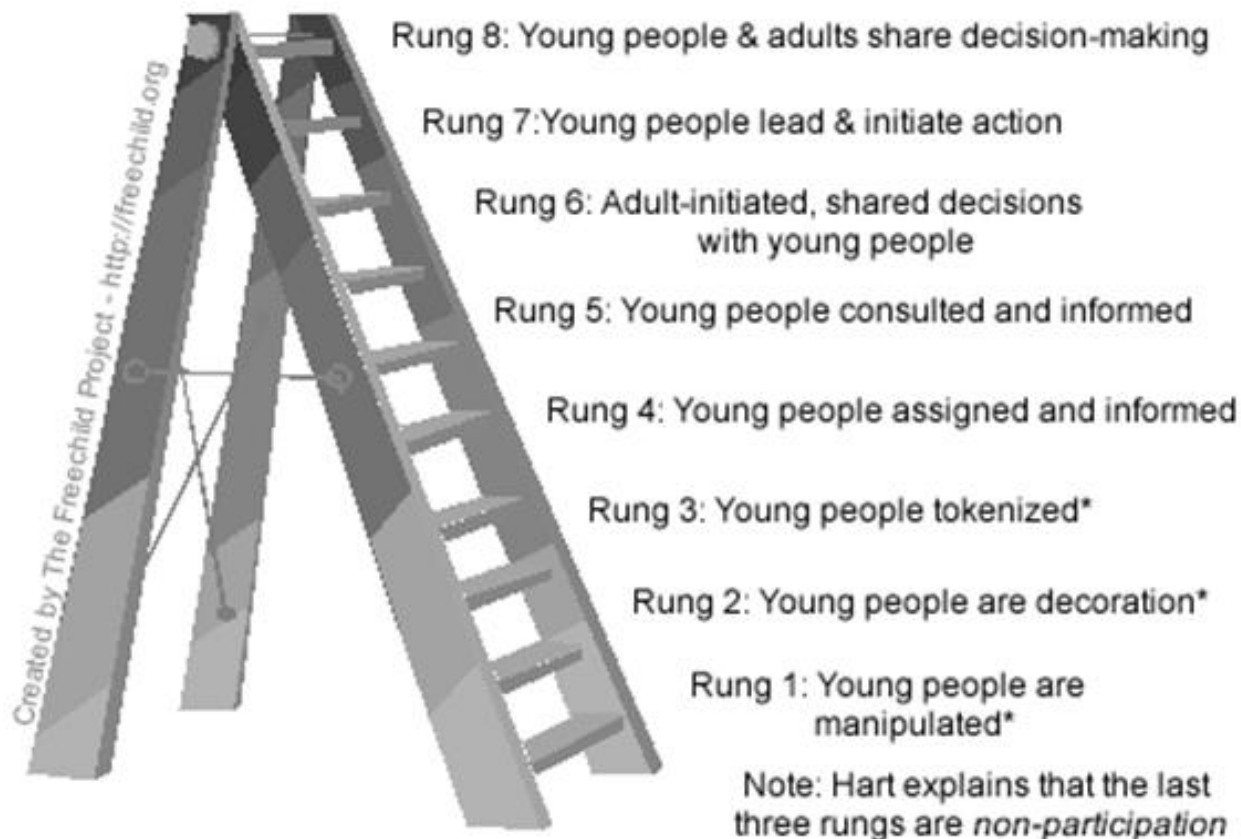 Rung 8: Young people & adults share decision-making
Rung 7:Young people lead & initiate action
Rung 6: Adult-initiated, shared decisions
with young people
Rung 5: Young people consulted and informed
Rung 4: Young people assigned and informed
Rung 3: Young people tokenized*
Rung 2: Young people are decoration*
Rung 1: Young people are
manipulated*
Note: Hart explains that the last
three rungs are non-participation
Created by The Freechild Project - http://freechild.org